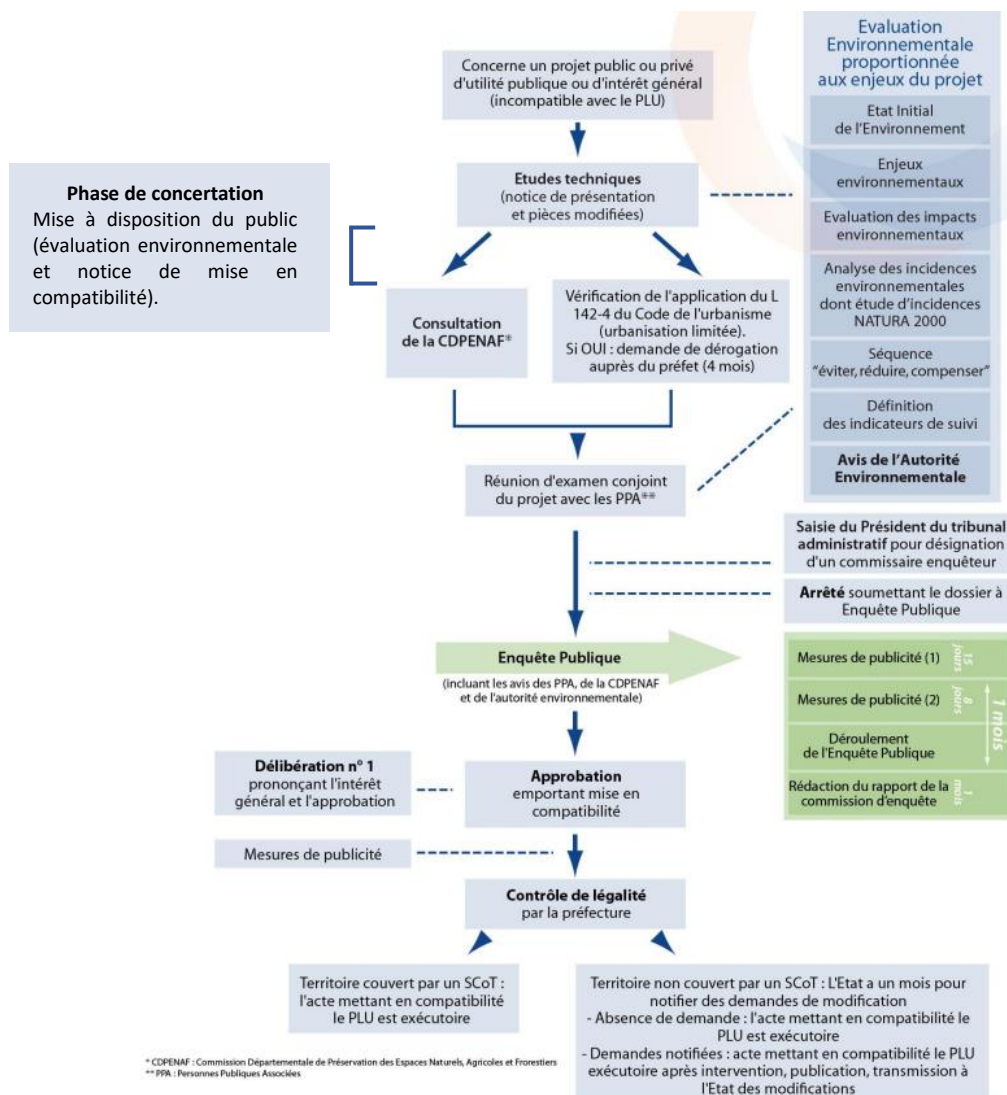 Concerne un projet public ou privé
d'utilité publique ou d'intérêt général
(incompatible avec le PLU)
Phase de concertation
Mise à disposition du public
(évaluation environnementale
et notice de mise en
compatibilité).
Etudes techniques
(notice de présentation
et pièces modifiées)
Consultation
de la CDPENAF*
Vérification de l'application du L
142-4 du Code de l'urbanisme
(urbanisation limitée).
Si OUI : demande de dérogation
auprès du préfet (4 mois)
Réunion d'examen conjoint
du projet avec les PPA**
Evaluation
Environnementale
proportionnée
aux enjeux du projet
Etat Initial
de l'Environnement
Enjeux
environnementaux
Evaluation des impacts
environnementaux
Analyse des incidences
environnementales
dont étude d'incidences
NATURA 2000
Séquence
"éviter, réduire, compenser"
Définition
des indicateurs de suivi
Avis de l'Autorité
Environnementale
Saisie du Président du tribunal
administratif pour désignation
d'un commissaire enquêteur
Arrêté soumettant le dossier à
Enquête Publique
Enquête Publique
(incluant les avis des PPA, de la CDPENAF
et de l'autorité environnementale)
Mesures de publicité (1)
15
jours
Mesures de publicité (2)
8
jours
Déroulement
de l'Enquête Publique
1 mois
Rédaction du rapport de la
commission d'enquête
1
mois
Délibération n° 1
prononçant l'intérêt
général et l'approbation
Approbation
emportant mise en
compatibilité
Mesures de publicité
Contrôle de légalité
par la préfecture
Territoire couvert par un SCoT :
l'acte mettant en compatibilité
le PLU est exécutoire
Territoire non couvert par un SCoT : L'Etat a un mois pour
notifier des demandes de modification
- Absence de demande : l'acte mettant en compatibilité le
PLU est exécutoire
- Demandes notifiées : acte mettant en compatibilité le PLU
exécutoire après intervention, publication, transmission à
l'Etat des modifications
* CDPENAF : Commission Départementale de Préservation des Espaces Naturels, Agricoles et Frorestiers
** PPA : Personnes Publiques Associées